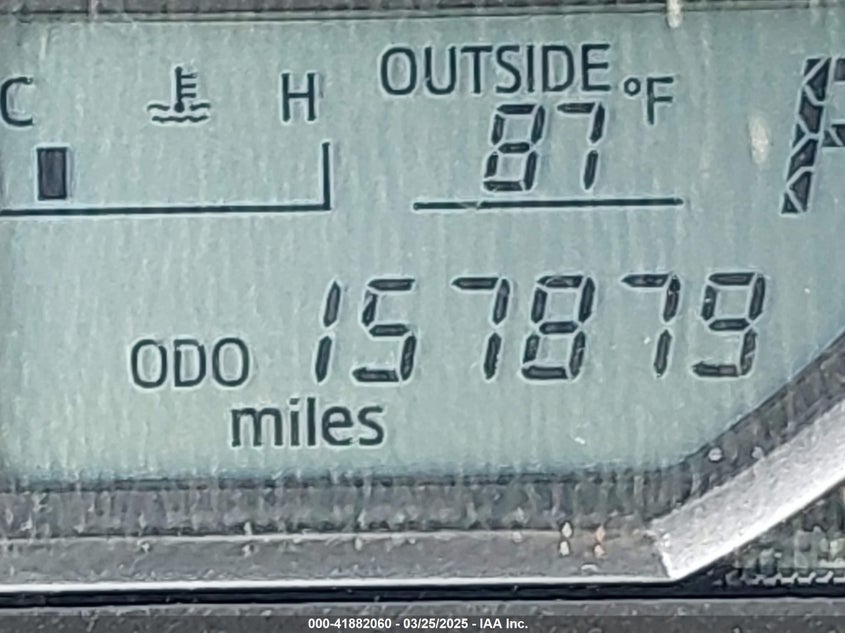 C H OUTSIDE °F
87
ODO 157879
miles
000-41882060 - 03/25/2025 - IAA Inc.